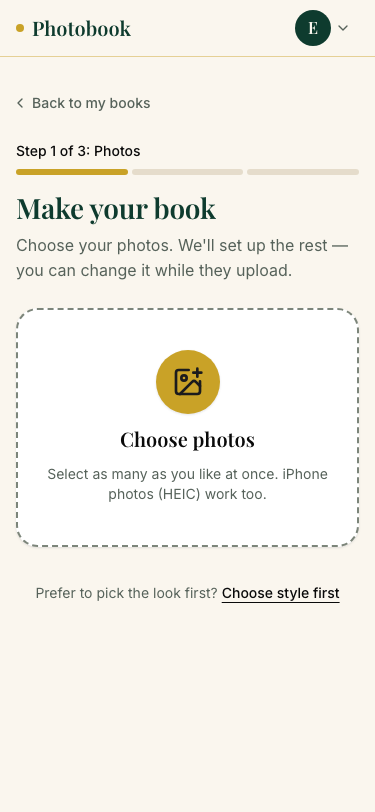 Photobook
E
Back to my books
Step 1 of 3: Photos
Make your book
Choose your photos. We'll set up the rest —
you can change it while they upload.
Choose photos
Select as many as you like at once. iPhone
photos (HEIC) work too.
Prefer to pick the look first? Choose style first